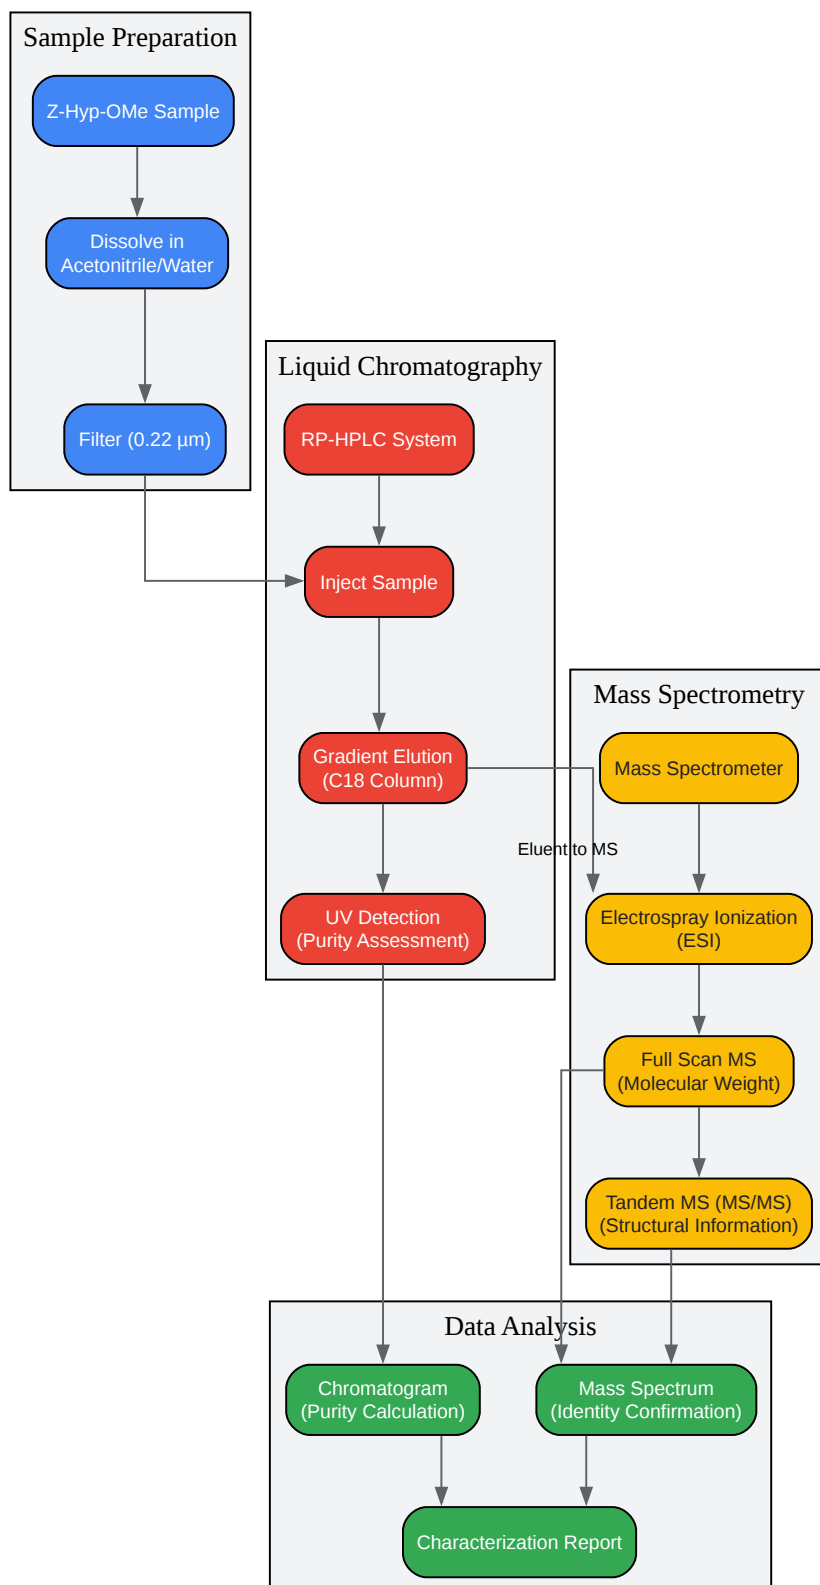 Sample Preparation
Z-Hyp-OMe Sample
Dissolve in
Acetonitrile/Water
Filter (0.22 µm)
Liquid Chromatography
RP-HPLC System
Inject Sample
Gradient Elution
(C18 Column)
Eluent to MS
UV Detection
(Purity Assessment)
Mass Spectrometry
Mass Spectrometer
Electrospray Ionization
(ESI)
Full Scan MS
(Molecular Weight)
Tandem MS (MS/MS)
(Structural Information)
Data Analysis
Chromatogram
(Purity Calculation)
Mass Spectrum
(Identity Confirmation)
Characterization Report